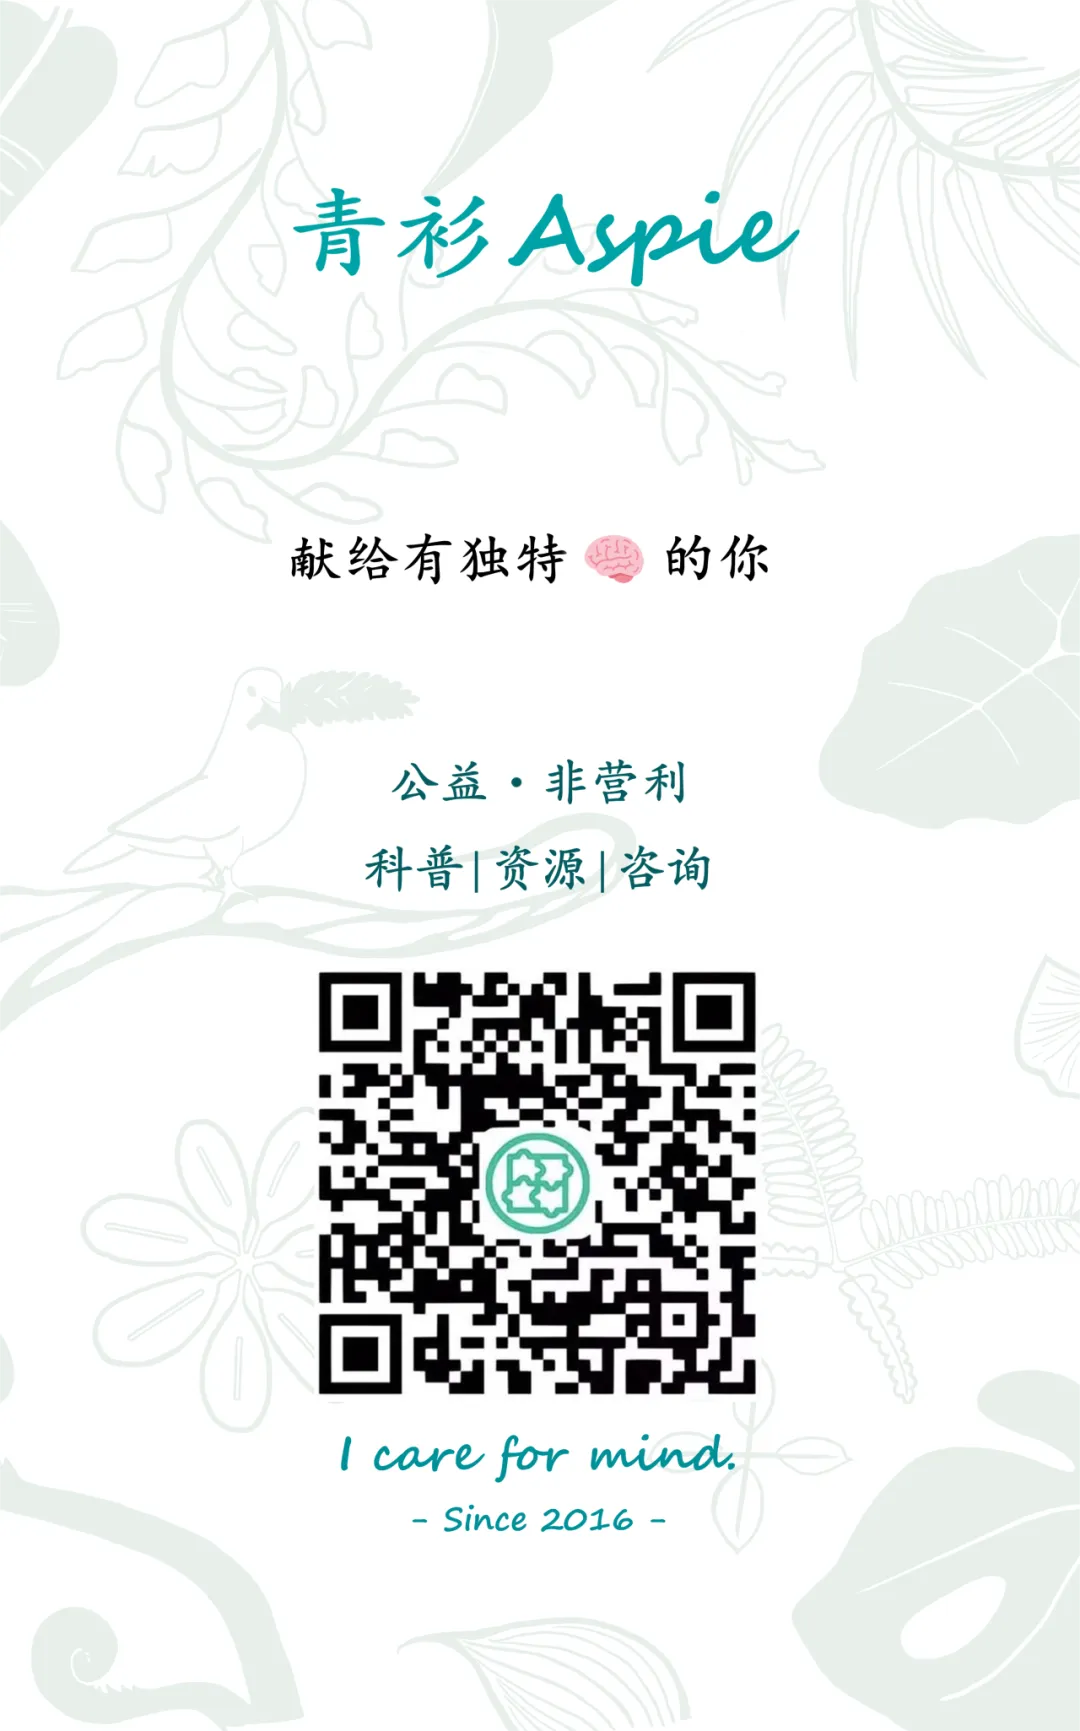 青衫Aspie
献给有独特🧠的你
公益·非营利
科普|资源|咨询
I care for mind.
- Since 2016 -